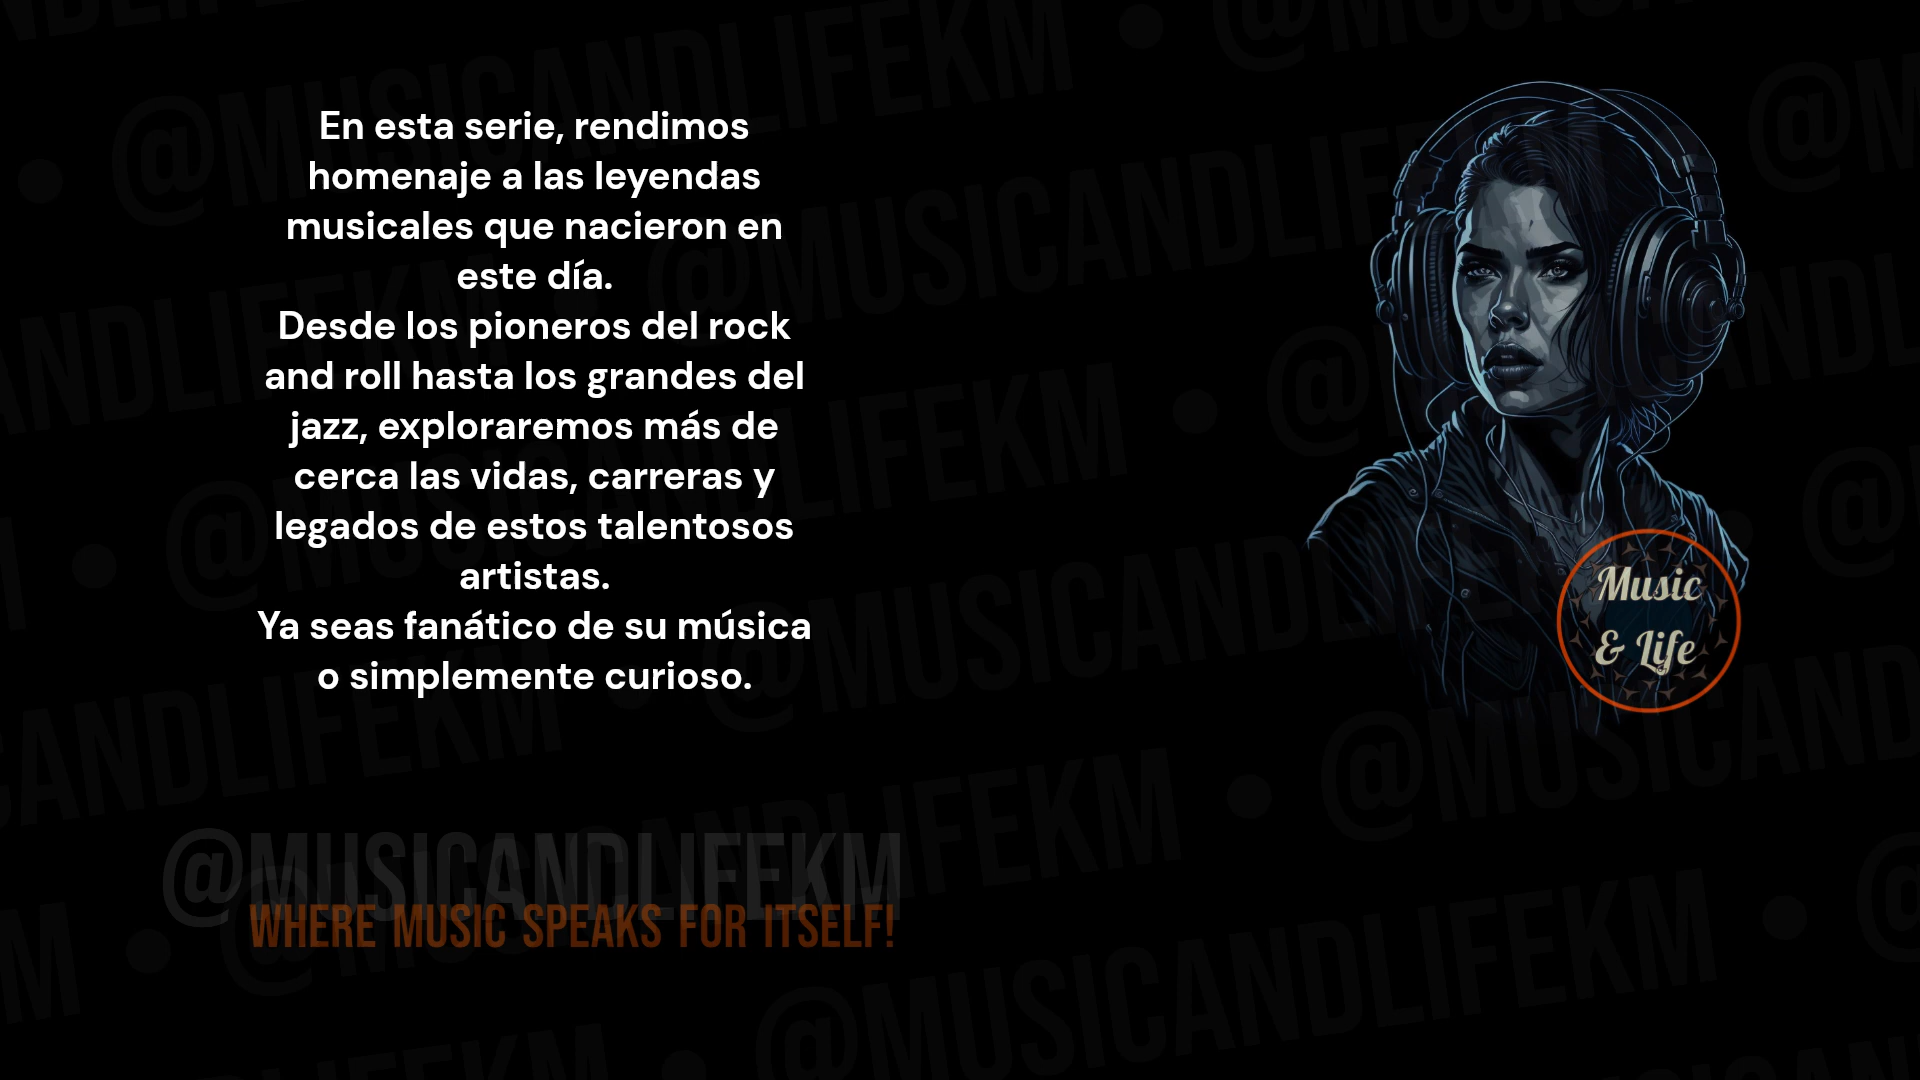 En esta serie, rendimos
homenaje a las leyendas
musicales que nacieron en
este día.
Desde los pioneros del rock
and roll hasta los grandes del
jazz, exploraremos más de
cerca las vidas, carreras y
legados de estos talentosos
artistas.
Ya seas fanático de su música
o simplemente curioso.
Music
& Life
@MUSICANDLIFEKM
WHERE MUSIC SPEAKS FOR ITSELF!